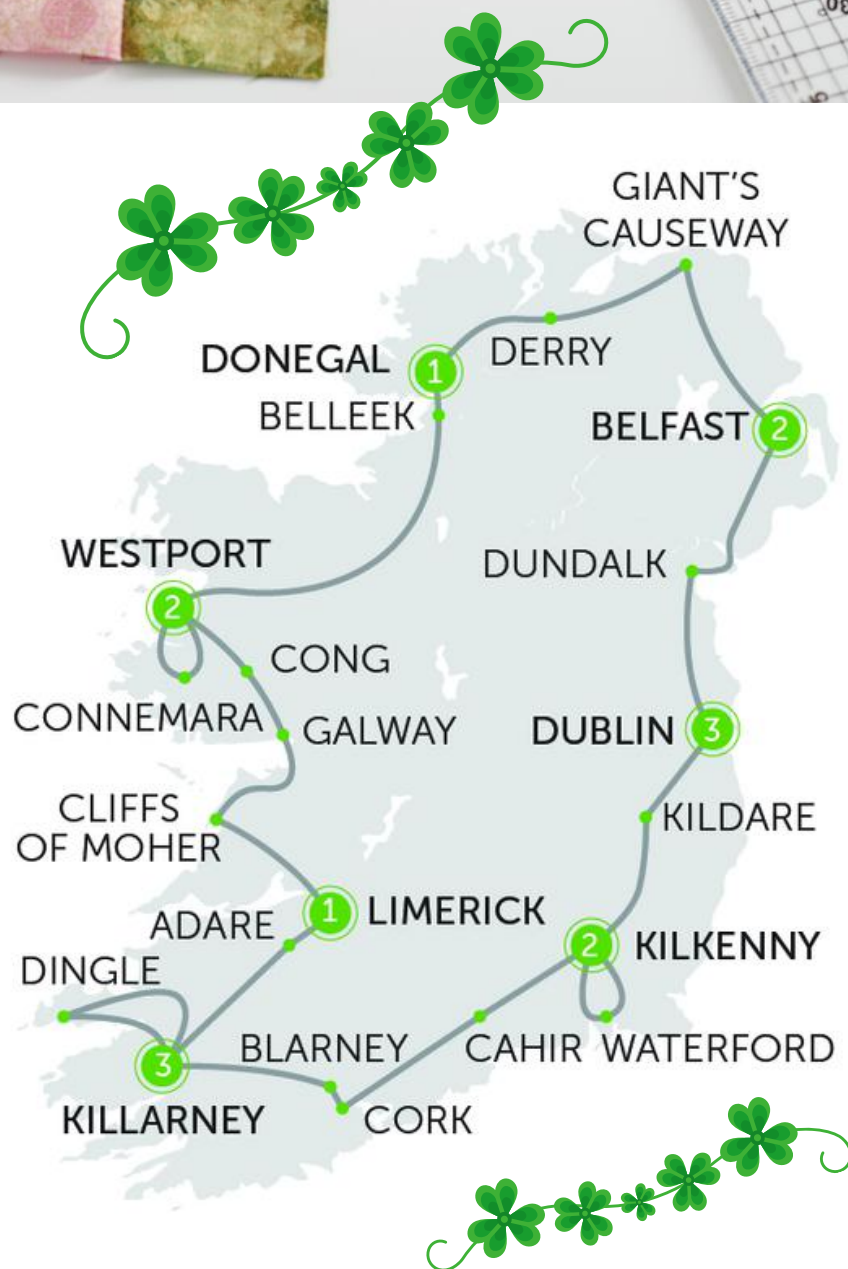 30
GIANT'S
CAUSEWAY
DERRY
DONEGAL
1
BELLEEK
BELFAST
2
WESTPORT
2
DUNDALK
CONG
CONNEMARA
GALWAY
DUBLIN
3
CLIFFS
OF MOHER
KILDARE
1
LIMERICK
ADARE
2
KILKENNY
DINGLE
BLARNEY
CAHIR
WATERFORD
3
KILLARNEY
CORK